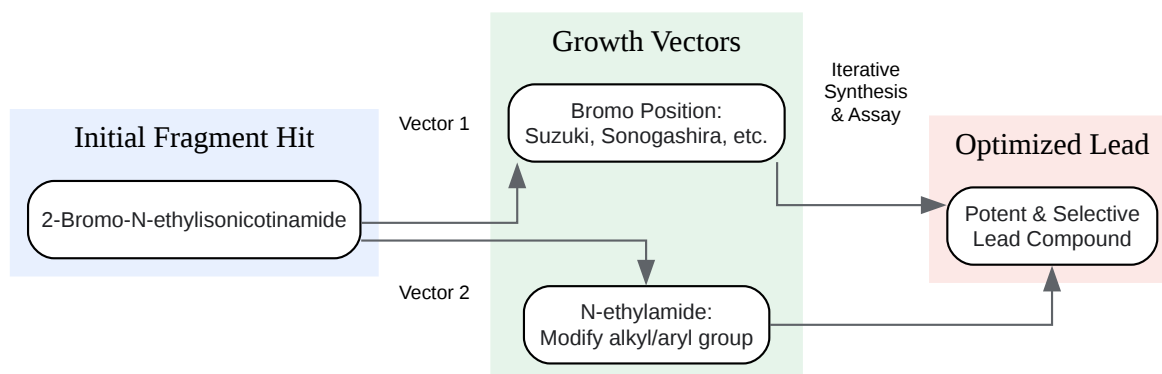 Initial Fragment Hit
2-Bromo-N-ethylisonicotinamide
Vector 1
Vector 2
Growth Vectors
Bromo Position:
Suzuki, Sonogashira, etc.
N-ethylamide:
Modify alkyl/aryl group
Iterative
Synthesis
& Assay
Optimized Lead
Potent & Selective
Lead Compound